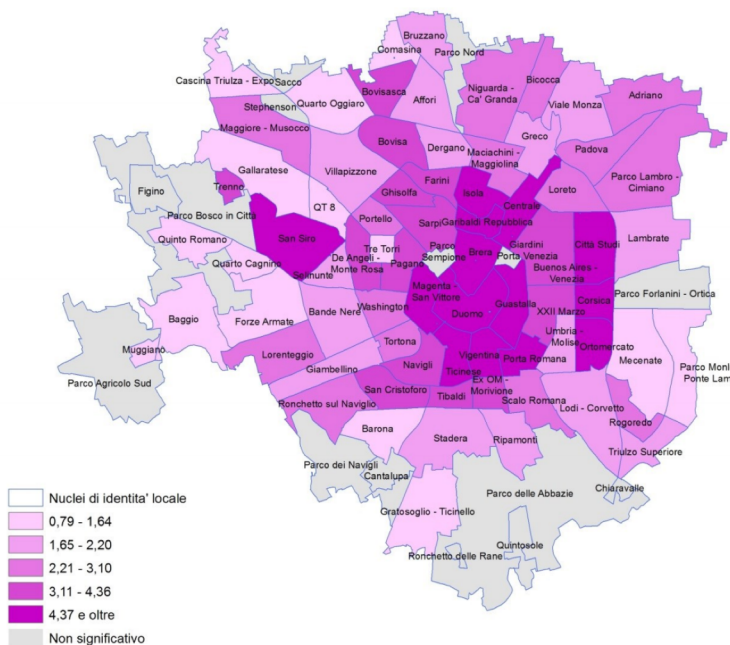 Bruzzano
Comasina
Parco Nord
Cascina Triulza - Expo
Sacco
Quarto Oggiaro
Bovisasca
Affori
Niguarda -
Ca' Granda
Bicocca
Viale Monza
Adriano
Stephenson
Maggiore - Musocco
Bovisa
Dergano
Maciachini -
Maggiolina
Greco
Padova
Gallaratese
Villapizzone
Farini
Parco Lambro -
Cimiano
Figino
Trenno
Ghisolfa
Isola
Centrale
Loreto
Parco Bosco in Città
QT 8
Portello
Sarpi
Garibaldi Repubblica
Quinto Romano
San Siro
De Angeli -
Monte Rosa
Tre Torri
Pagano
Parco
Sempione
Brera
Giardini
Porta Venezia
Città Studi
Lambrate
Quarto Cagnino
Selinunte
Magenta -
San Vittore
Buenos Aires -
Venezia
Parco Forlanini - Ortica
Baggio
Forze Armate
Bande Nere
Washington
Duomo
Guastalla
XXII Marzo
Corsica
Muggiano
Lorenteggio
Tortona
Umbria -
Molise
Ortomercato
Mecenate
Parco Monl
Ponte Lam
Parco Agricolo Sud
Giambellino
Navigli
Vigentina
Ticinese
Porta Romana
Ronchetto sul Naviglio
San Cristoforo
Tibaldi
Ex OM -
Morivione
Scalo Romana
Lodi - Corvetto
Rogoredo
Barona
Stadera
Ripamonti
Triulzo Superiore
Parco dei Navigli
Cantalupa
Parco delle Abbazie
Chiaravalle
Gratosoglio - Ticinello
Quintosole
Ronchetto delle Rane
Nuclei di identita' locale
0,79 - 1,64
1,65 - 2,20
2,21 - 3,10
3,11 - 4,36
4,37 e oltre
Non significativo